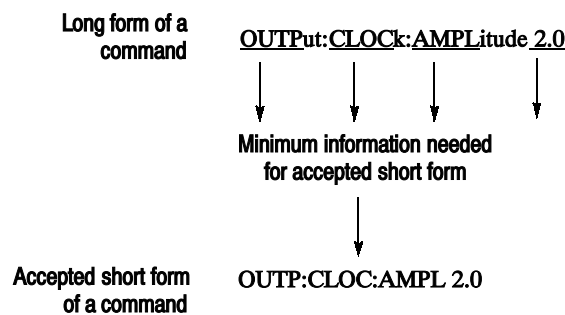 Long form of a
command
OUTPut:CLOCk:AMPLitude 2.0
Minimum information needed
for accepted short form
Accepted short form
of a command
OUTP:CLOC:AMPL 2.0